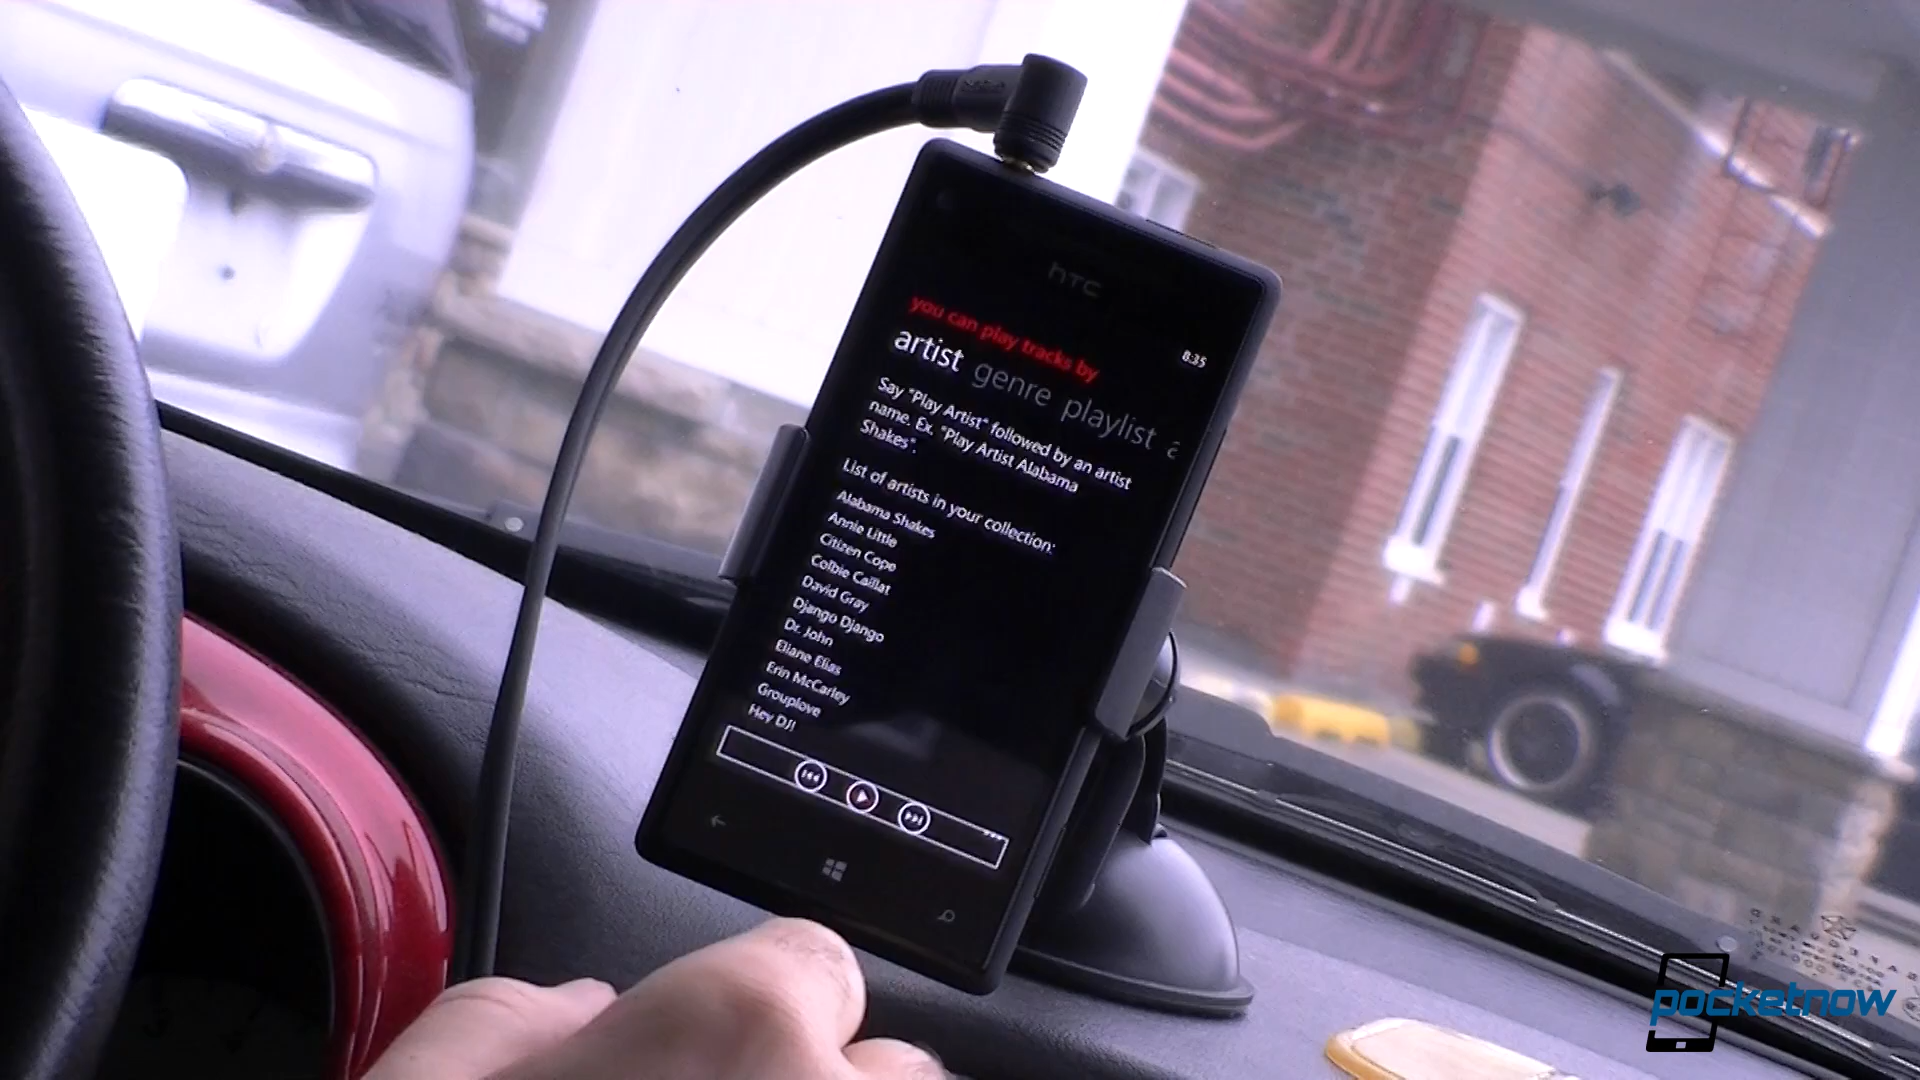 hTC
8:35
you can play tracks by
artist genre playlist a
Say "Play Artist" followed by an artist
name. Ex. "Play Artist Alabama
Shakes".
List of artists in your collection:
Alabama Shakes
Annie Little
Citizen Cope
Colbie Caillat
David Gray
Django Django
Dr. John
Eliane Elias
Erin McCarley
Grouplove
Hey DJ!
pocketnow